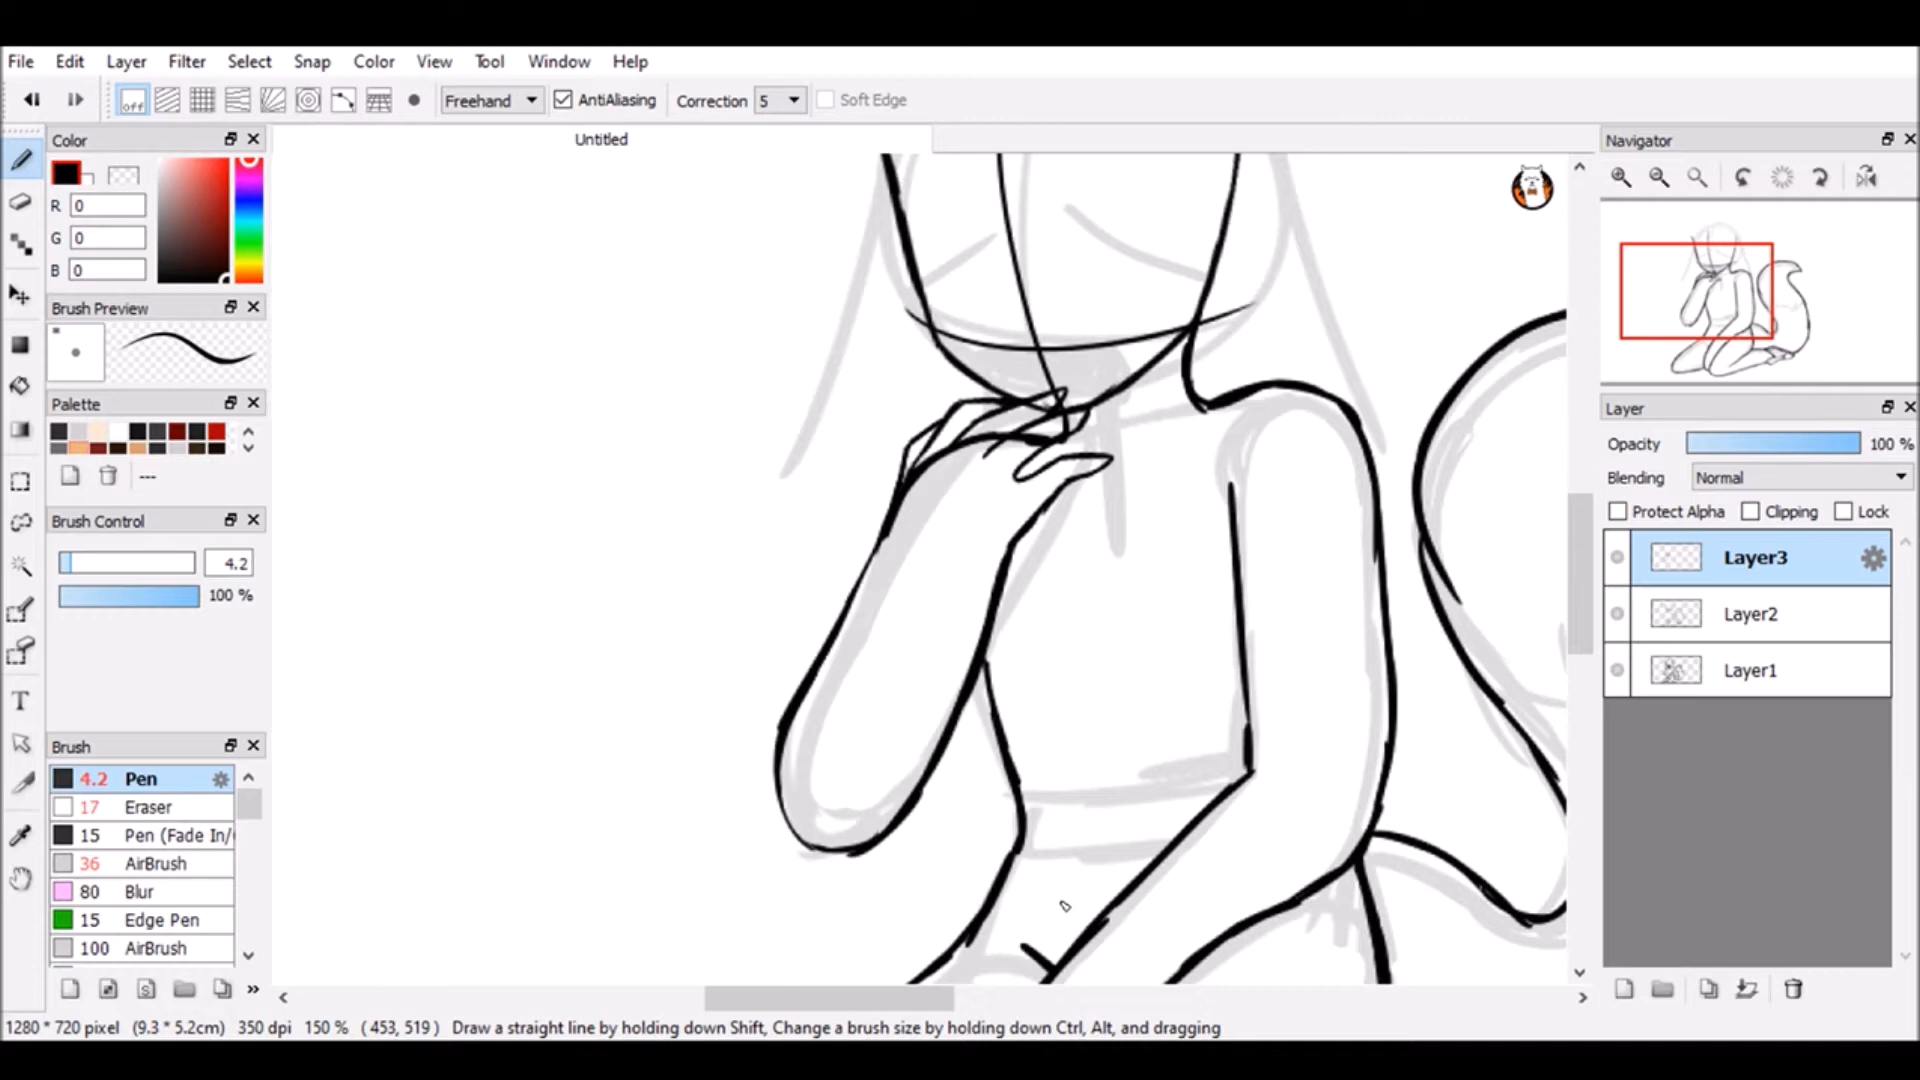 File Edit Layer Filter Select Snap Color View Tool Window Help
off Freehand AntiAliasing Correction 5 Soft Edge
Color
R 0
G 0
B 0
Brush Preview
Palette
---
Brush Control
4.2
100 %
Brush
4.2 Pen
17 Eraser
15 Pen (Fade In/
36 AirBrush
80 Blur
15 Edge Pen
100 AirBrush
Untitled
Navigator
Layer
Opacity 100 %
Blending Normal
Protect Alpha Clipping Lock
Layer3
Layer2
Layer1
1280 * 720 pixel (9.3 * 5.2cm) 350 dpi 150 % ( 453, 519 ) Draw a straight line by holding down Shift, Change a brush size by holding down Ctrl, Alt, and dragging